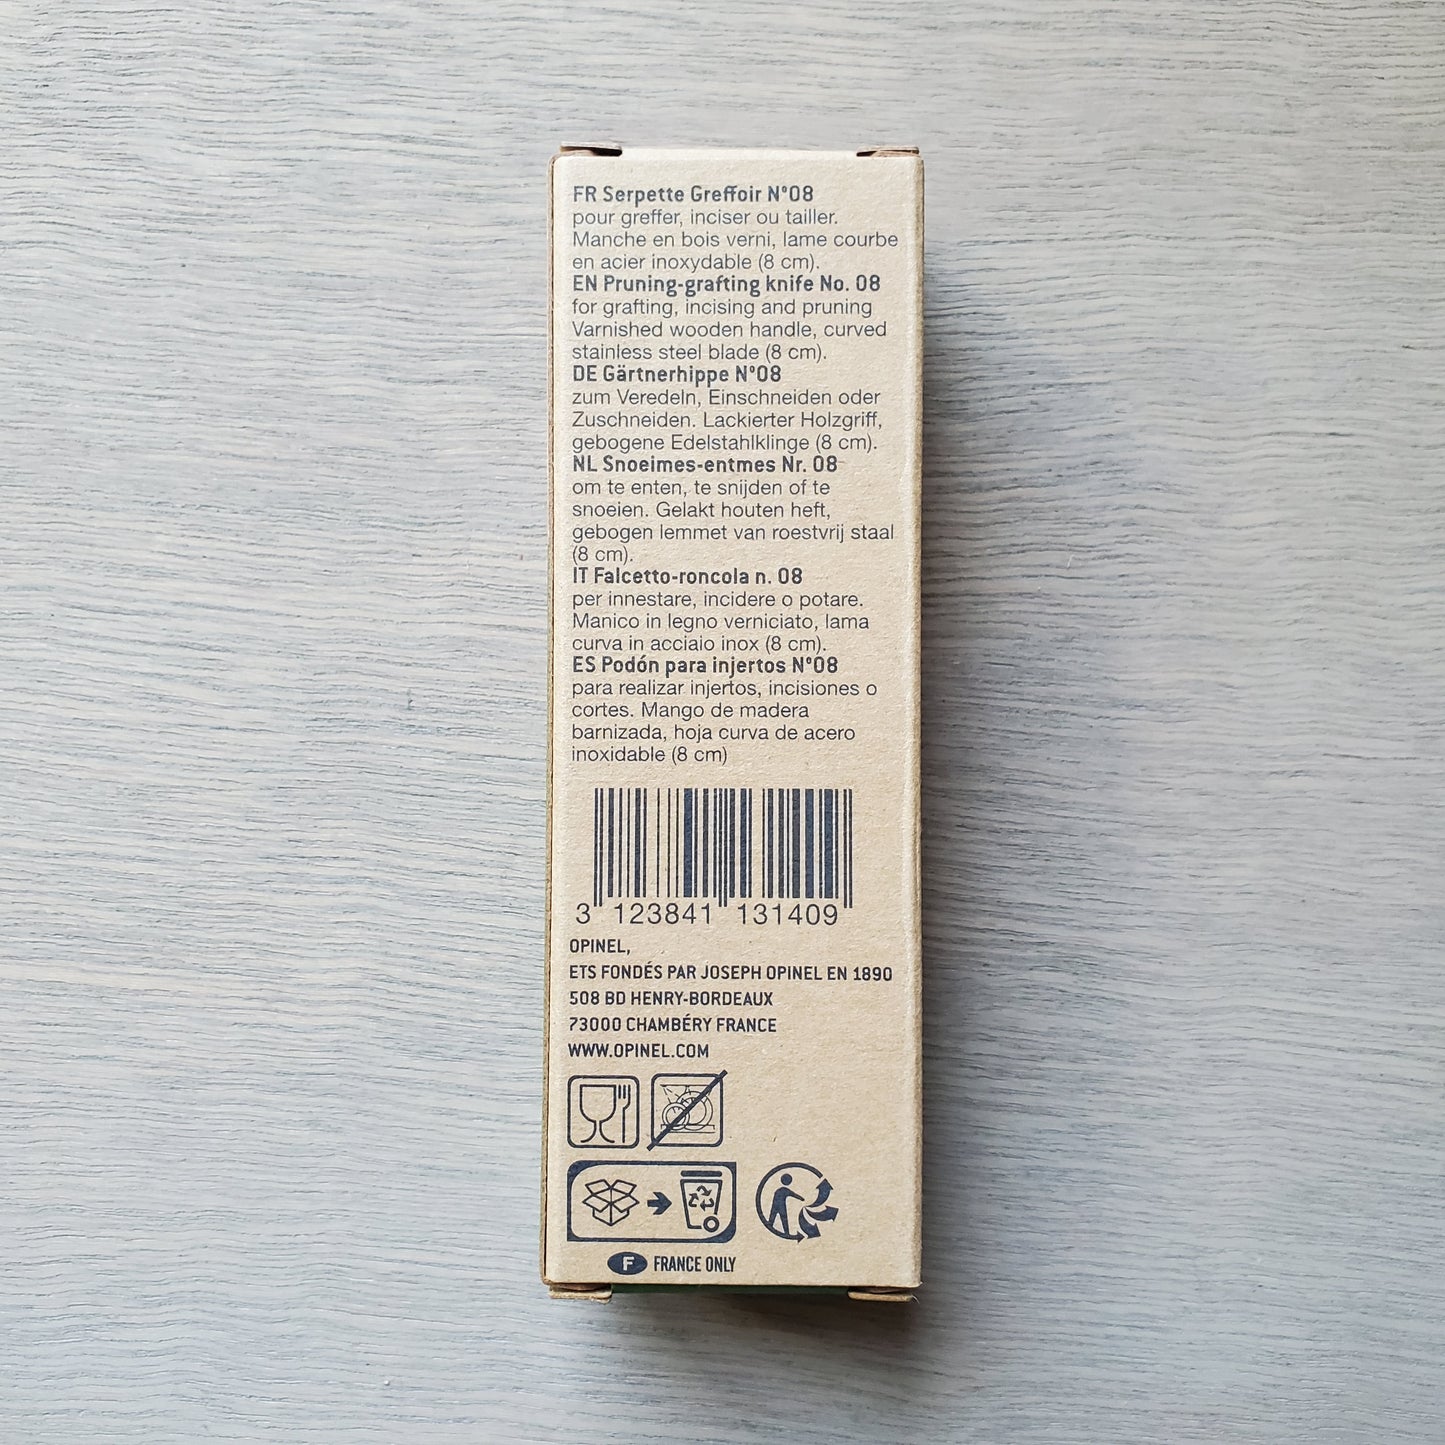 FR Serpette Greffoir N°08
pour greffer, inciser ou tailler.
Manche en bois verni, lame courbe
en acier inoxydable (8 cm).
EN Pruning-grafting knife No. 08
for grafting, incising and pruning
Varnished wooden handle, curved
stainless steel blade (8 cm).
DE Gärtnerhippe N°08
zum Veredeln, Einschneiden oder
Zuschneiden. Lackierter Holzgriff,
gebogene Edelstahlklinge (8 cm).
NL Snoeimes-entmes Nr. 08
om te enten, te snijden of te
snoeien. Gelakt houten heft,
gebogen lemmet van roestvrij staal
(8 cm).
IT Falcetto-roncola n. 08
per innestare, incidere o potare.
Manico in legno verniciato, lama
curva in acciaio inox (8 cm).
ES Podón para injertos N°08
para realizar injertos, incisiones o
cortes. Mango de madera
barnizada, hoja curva de acero
inoxidable (8 cm)
3 123841 131409
OPINEL,
ETS FONDÉS PAR JOSEPH OPINEL EN 1890
508 BD HENRY-BORDEAUX
73000 CHAMBÉRY FRANCE
WWW.OPINEL.COM
F FRANCE ONLY